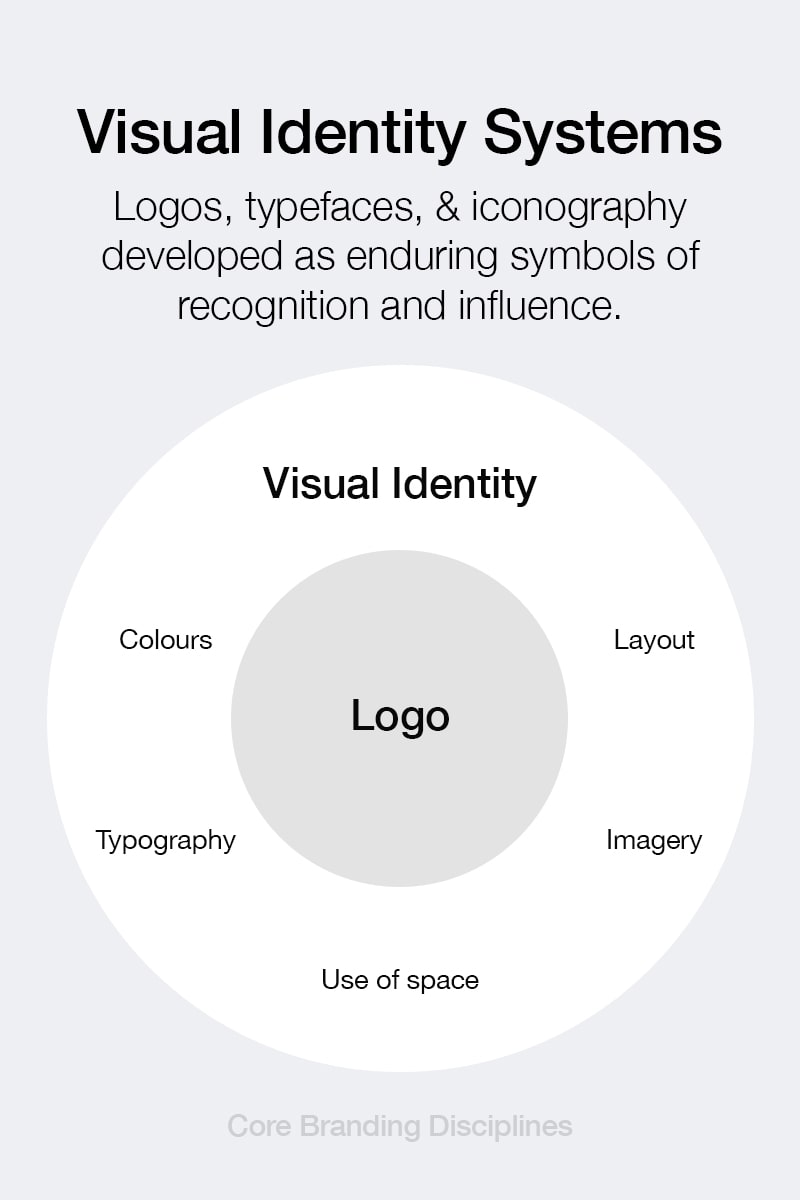 Visual Identity Systems
Logos, typefaces, & iconography
developed as enduring symbols of
recognition and influence.
Visual Identity
Colours
Layout
Logo
Typography
Imagery
Use of space
Core Branding Disciplines